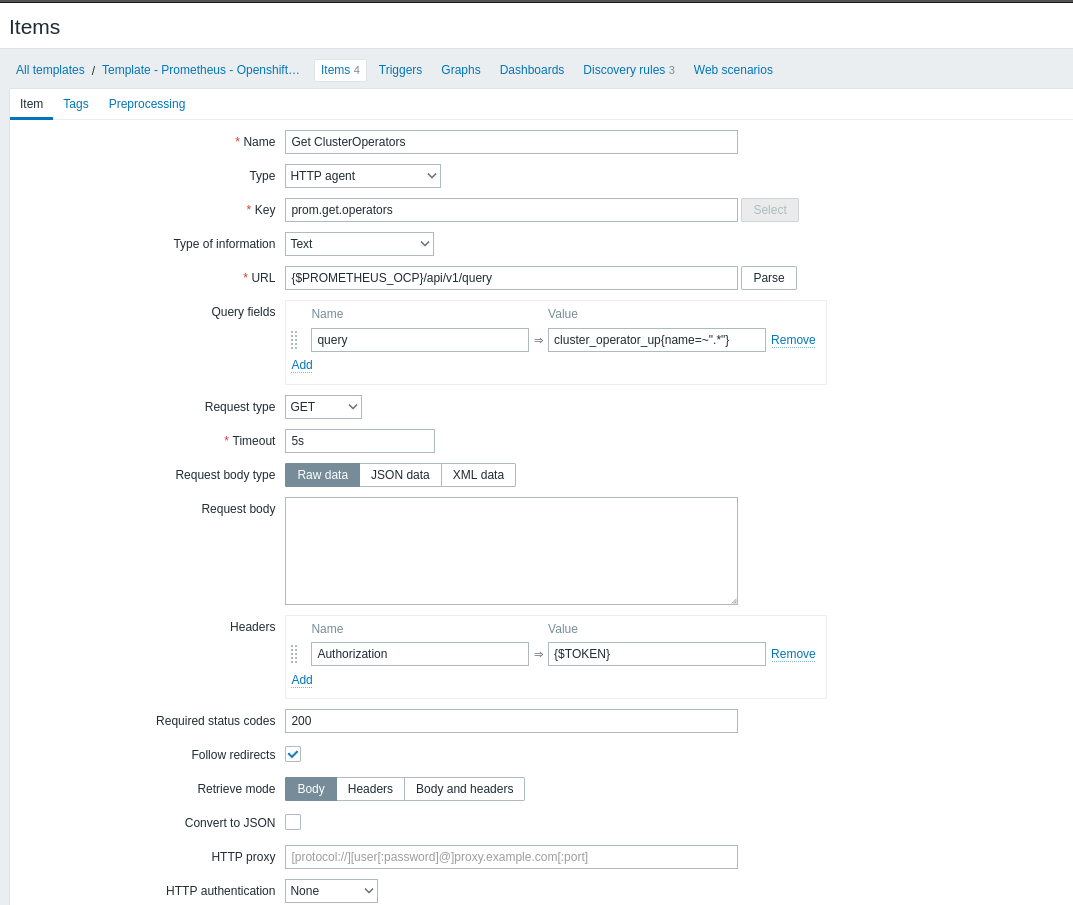 Items
All templates / Template - Prometheus - Openshift… Items 4 Triggers Graphs Dashboards Discovery rules 3 Web scenarios
Item Tags Preprocessing
* Name Get ClusterOperators
Type HTTP agent
* Key prom.get.operators Select
Type of information Text
* URL {$PROMETHEUS_OCP}/api/v1/query Parse
Query fields Name Value
query ⇒ cluster_operator_up{name=~".*"} Remove
Add
Request type GET
* Timeout 5s
Request body type Raw data JSON data XML data
Request body
Headers Name Value
Authorization ⇒ {$TOKEN} Remove
Add
Required status codes 200
Follow redirects
Retrieve mode Body Headers Body and headers
Convert to JSON
HTTP proxy [protocol://][user[:password]@]proxy.example.com[:port]
HTTP authentication None